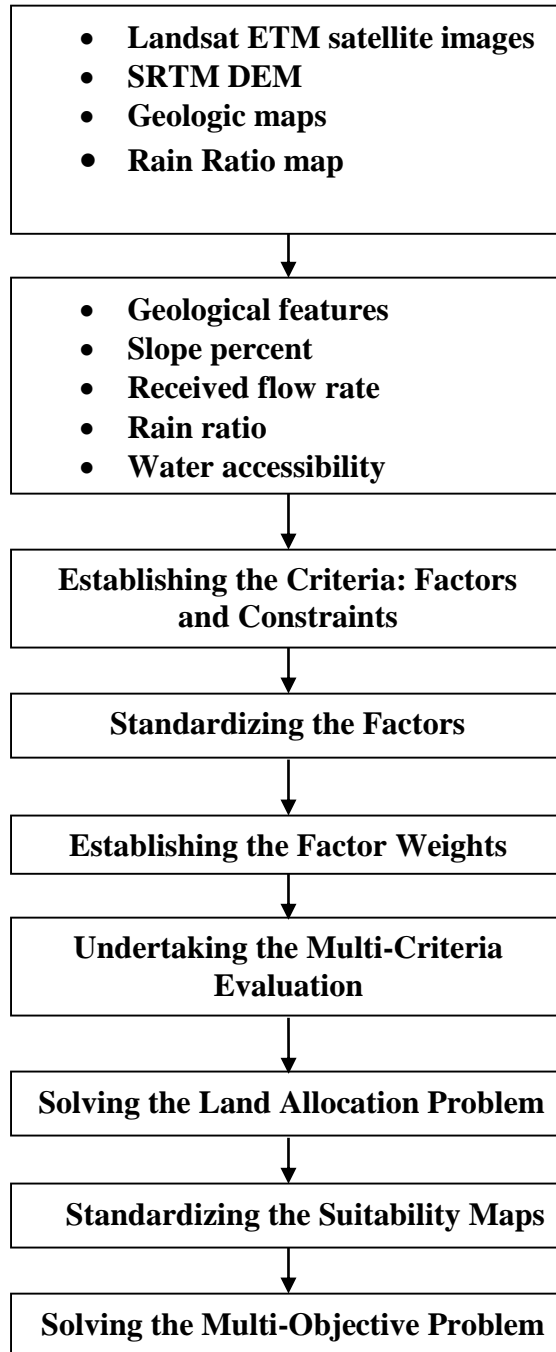 • Landsat ETM satellite images
• SRTM DEM
• Geologic maps
• Rain Ratio map
• Geological features
• Slope percent
• Received flow rate
• Rain ratio
• Water accessibility
Establishing the Criteria: Factors
and Constraints
Standardizing the Factors
Establishing the Factor Weights
Undertaking the Multi-Criteria
Evaluation
Solving the Land Allocation Problem
Standardizing the Suitability Maps
Solving the Multi-Objective Problem